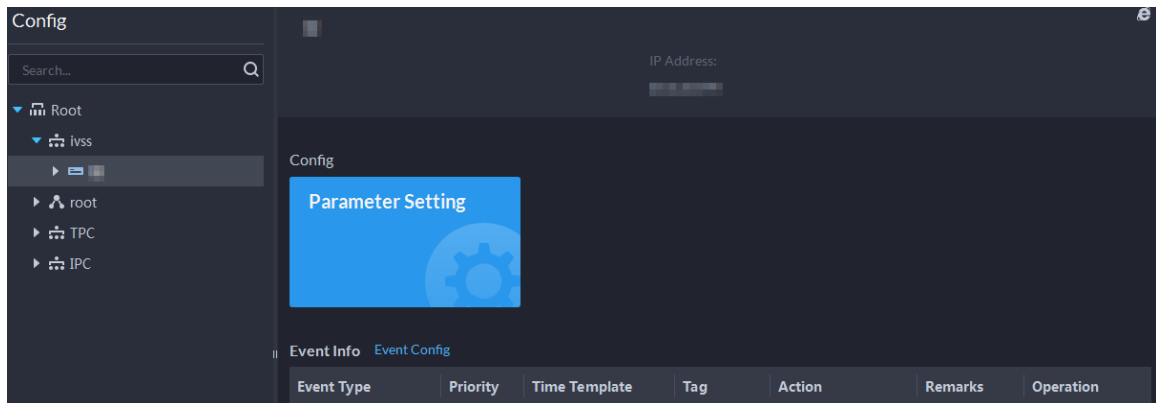 Config
Search...
Root
ivss
root
TPC
IPC
IP Address:
Config
Parameter Setting
Event Info Event Config
Event Type Priority Time Template Tag Action Remarks Operation